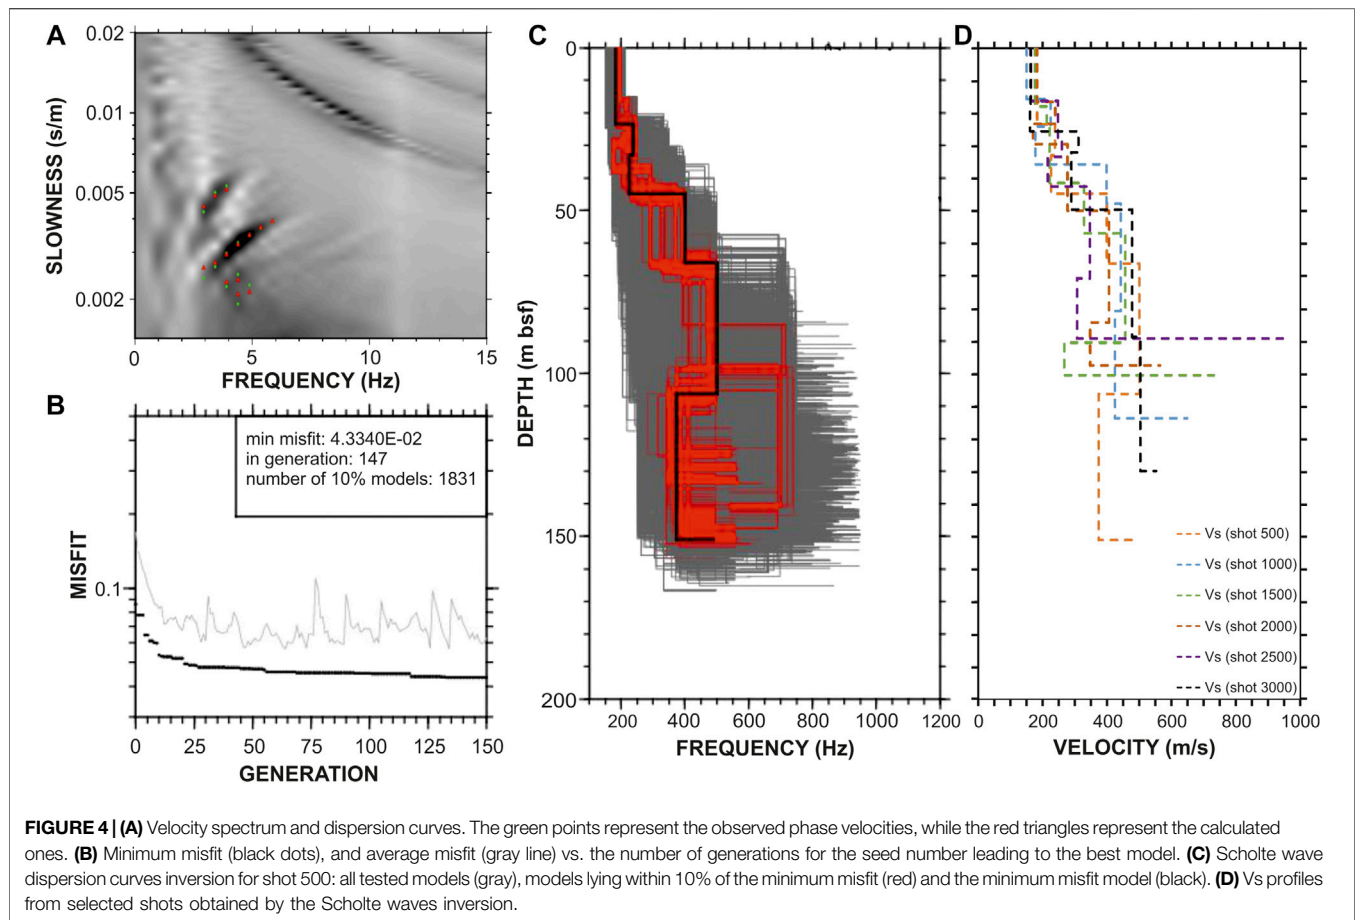 A
0.02
0.01
0.005
0.002
SLOWNESS (s/m)
0
5
10
15
FREQUENCY (Hz)
B
min misfit: 4.3340E-02
in generation: 147
number of 10% models: 1831
MISFIT
0.1
0
25
50
75
100
125
150
GENERATION
C
0
50
100
150
200
DEPTH (m bsf)
200
400
600
800
1000
1200
FREQUENCY (Hz)
D
Vs (shot 500)
Vs (shot 1000)
Vs (shot 1500)
Vs (shot 2000)
Vs (shot 2500)
Vs (shot 3000)
0
200
400
600
800
1000
VELOCITY (m/s)
FIGURE 4 | (A) Velocity spectrum and dispersion curves. The green points represent the observed phase velocities, while the red triangles represent the calculated
ones. (B) Minimum misfit (black dots), and average misfit (gray line) vs. the number of generations for the seed number leading to the best model. (C) Scholte wave
dispersion curves inversion for shot 500: all tested models (gray), models lying within 10% of the minimum misfit (red) and the minimum misfit model (black). (D) Vs profiles
from selected shots obtained by the Scholte waves inversion.